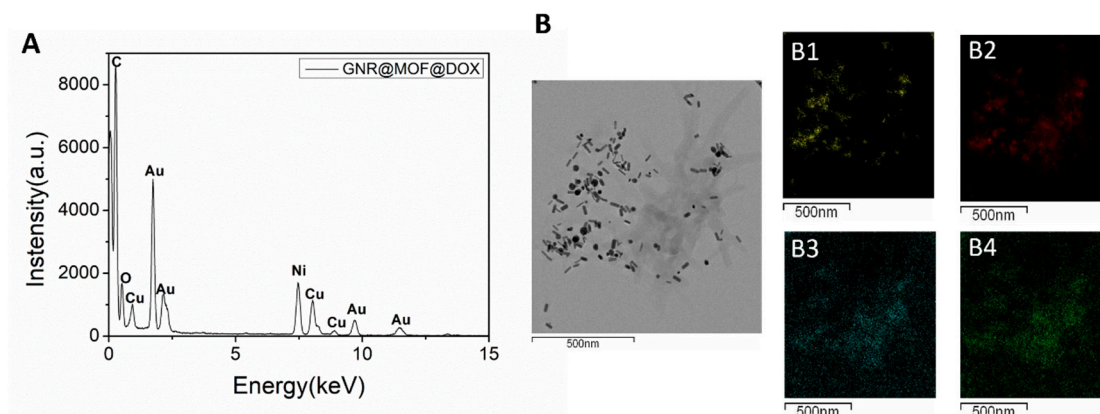 A
GNR@MOF@DOX
Instensity(a.u.)
8000
6000
4000
2000
0
C
Au
O
Cu
Au
Ni
Cu
Cu
Au
Au
0
5
10
15
Energy(keV)
B
500nm
B1
500nm
B2
500nm
B3
500nm
B4
500nm